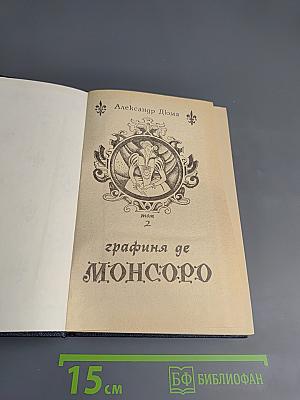 Александр Дюма
том
2
графиня де
МОНСОРО
15 см
БФ БИБЛИОФАН